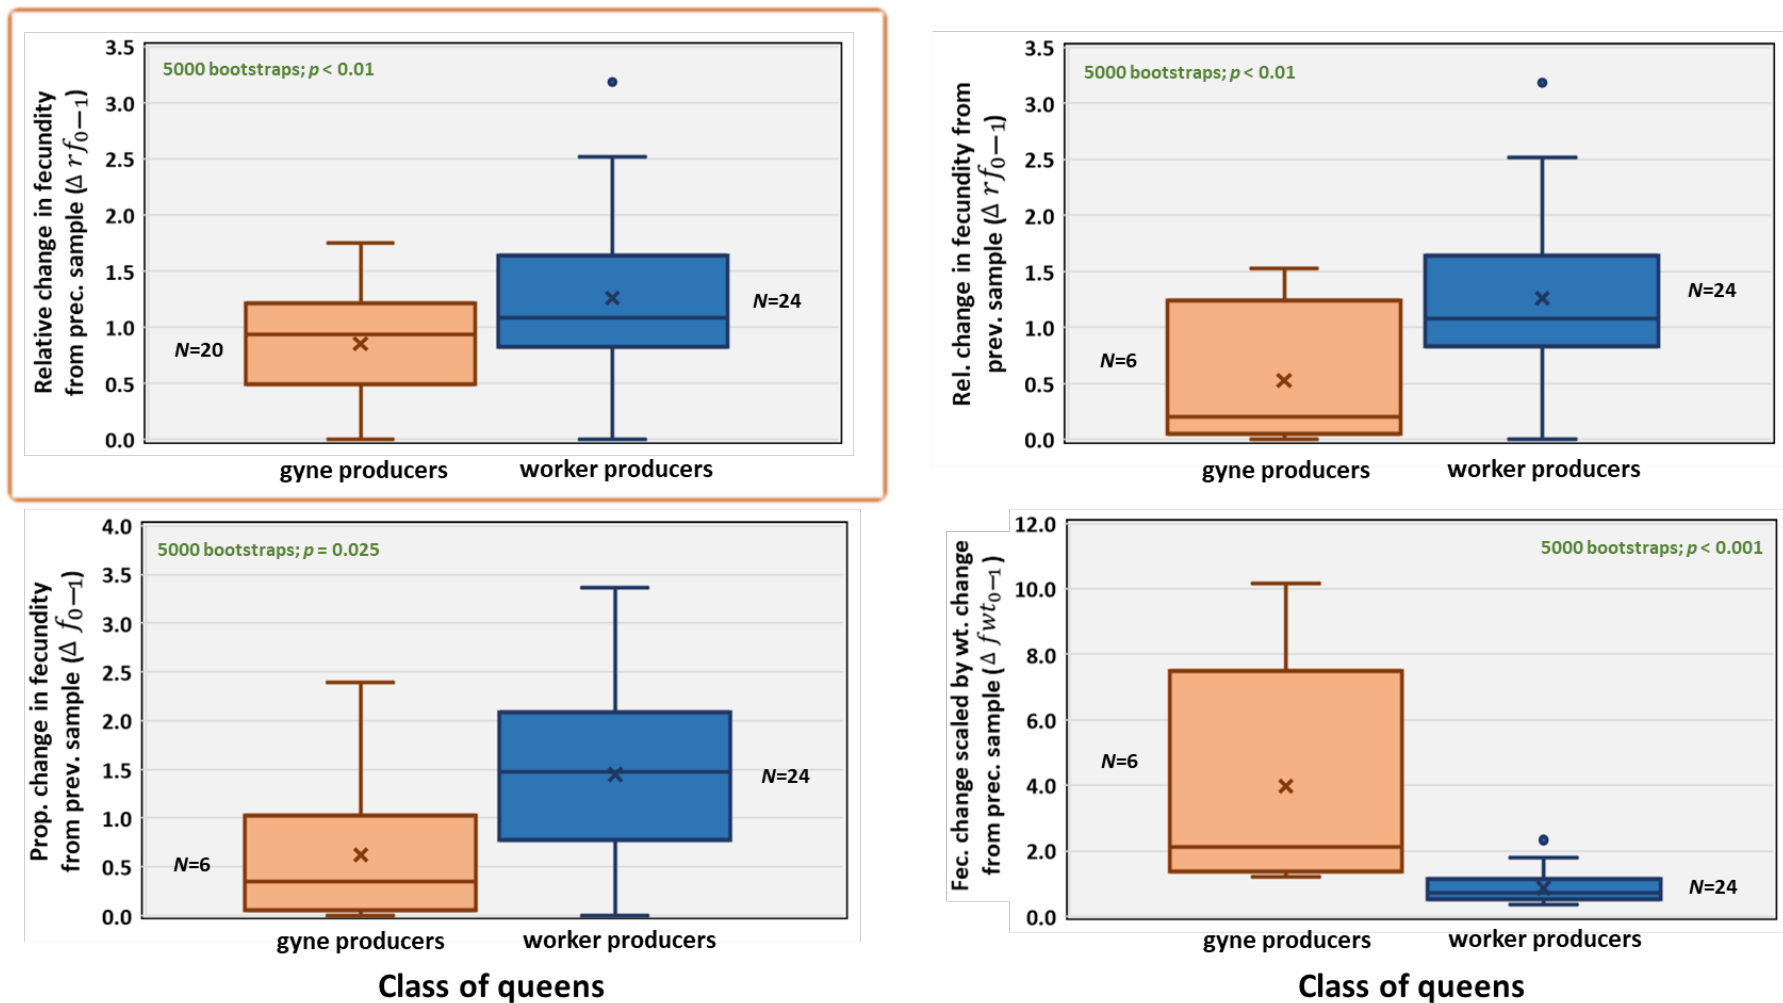 Relative change in fecundity
from prec. sample (Δ rf₀₋₁)
3.5
3.0
2.5
2.0
1.5
1.0
0.5
0.0
5000 bootstraps; p < 0.01
N=20
N=24
gyne producers
worker producers
Rel. change in fecundity from
prev. sample (Δ rf₀₋₁)
3.5
3.0
2.5
2.0
1.5
1.0
0.5
0.0
5000 bootstraps; p < 0.01
N=6
N=24
gyne producers
worker producers
Prop. change in fecundity
from prev. sample (Δ f₀₋₁)
4.0
3.5
3.0
2.5
2.0
1.5
1.0
0.5
0.0
5000 bootstraps; p = 0.025
N=6
N=24
gyne producers
worker producers
Class of queens
Fec. change scaled by wt. change
from prec. sample (Δ fwt₀₋₁)
12.0
10.0
8.0
6.0
4.0
2.0
0.0
5000 bootstraps; p < 0.001
N=6
N=24
gyne producers
worker producers
Class of queens